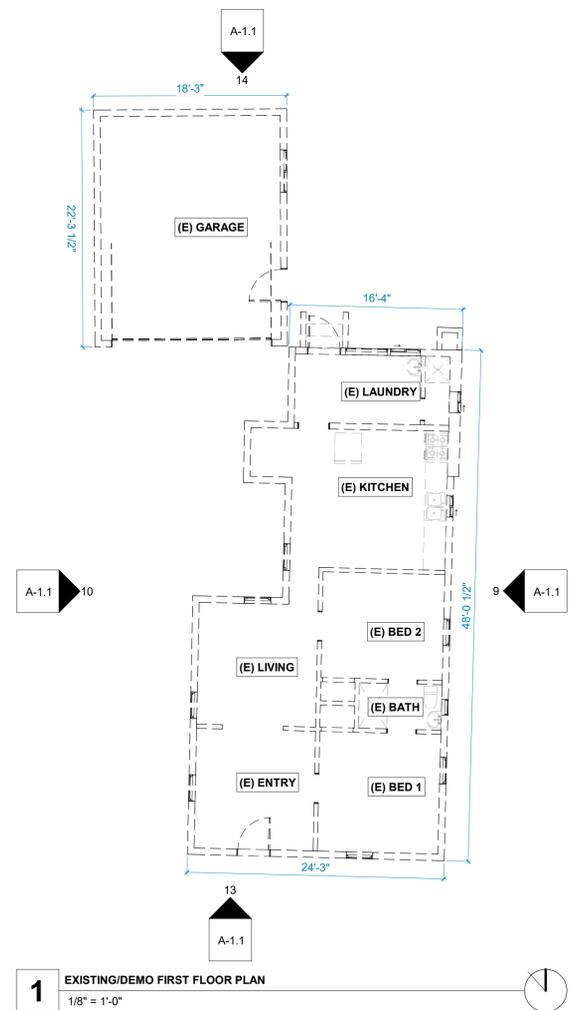 A-1.1
14
18'-3"
22'-3 1/2"
(E) GARAGE
16'-4"
(E) LAUNDRY
(E) KITCHEN
A-1.1
10
9
A-1.1
48'-0 1/2"
(E) BED 2
(E) LIVING
(E) BATH
(E) ENTRY
(E) BED 1
24'-3"
13
A-1.1
1
EXISTING/DEMO FIRST FLOOR PLAN
1/8" = 1'-0"